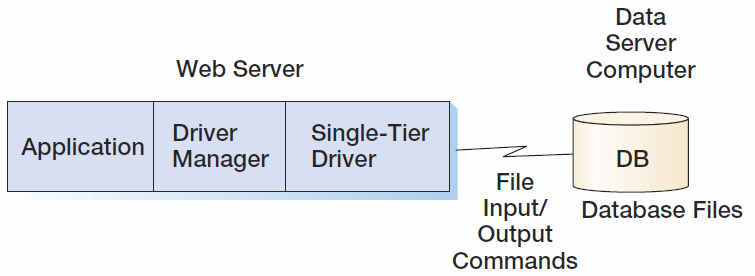 Data
Server
Computer
Web Server
Application
Driver
Manager
Single-Tier
Driver
DB
File
Input/
Output
Commands
Database Files